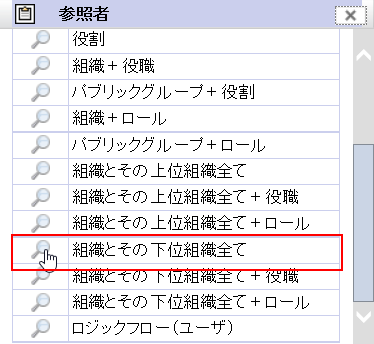 参照者
役割
組織＋役職
パブリックグループ＋役割
組織＋ロール
パブリックグループ＋ロール
組織とその上位組織全て
組織とその上位組織全て＋役職
組織とその上位組織全て＋ロール
組織とその下位組織全て
組織とその下位組織全て＋役職
組織とその下位組織全て＋ロール
ロジックフロー（ユーザ）